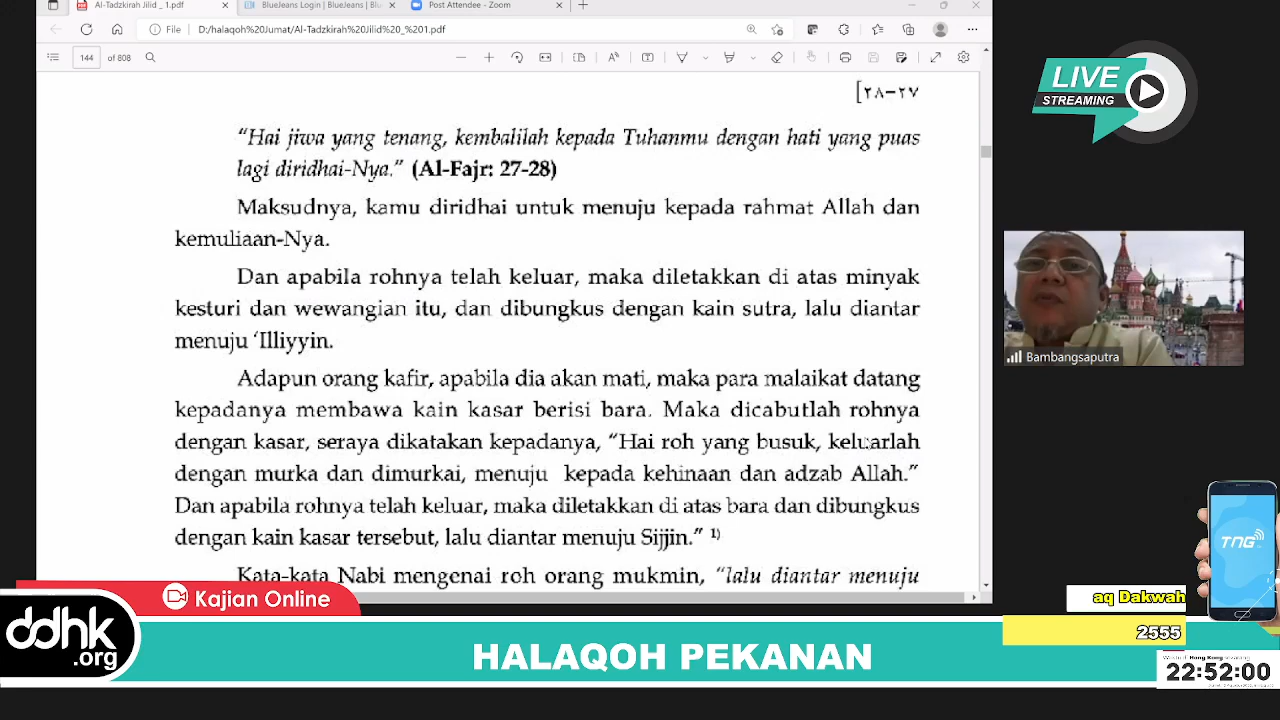 Al-Tadzkirah Jilid _ 1.pdf
BlueJeans Login | BlueJeans | Blu
Post Attendee - Zoom
File
D:/halaqoh%20Jumat/Al-Tadzkirah%20Jilid%20_%201.pdf
144 of 808
[٢٨-٢٧
"Hai jiwa yang tenang, kembalilah kepada Tuhanmu dengan hati yang puas
lagi diridhai-Nya." (Al-Fajr: 27-28)
Maksudnya, kamu diridhai untuk menuju kepada rahmat Allah dan
kemuliaan-Nya.
Dan apabila rohnya telah keluar, maka diletakkan di atas minyak
kesturi dan wewangian itu, dan dibungkus dengan kain sutra, lalu diantar
menuju 'Illiyyin.
Adapun orang kafir, apabila dia akan mati, maka para malaikat datang
kepadanya membawa kain kasar berisi bara. Maka dicabutlah rohnya
dengan kasar, seraya dikatakan kepadanya, "Hai roh yang busuk, keluarlah
dengan murka dan dimurkai, menuju kepada kehinaan dan adzab Allah."
Dan apabila rohnya telah keluar, maka diletakkan di atas bara dan dibungkus
dengan kain kasar tersebut, lalu diantar menuju Sijjin." 1)
Kata-kata Nabi mengenai roh orang mukmin, "lalu diantar menuju
LIVE
STREAMING
Bambangsaputra
TNG
Kajian Online
ddhk
.org
HALAQOH PEKANAN
aq Dakwah
2555
Hong Kong
22:52:00